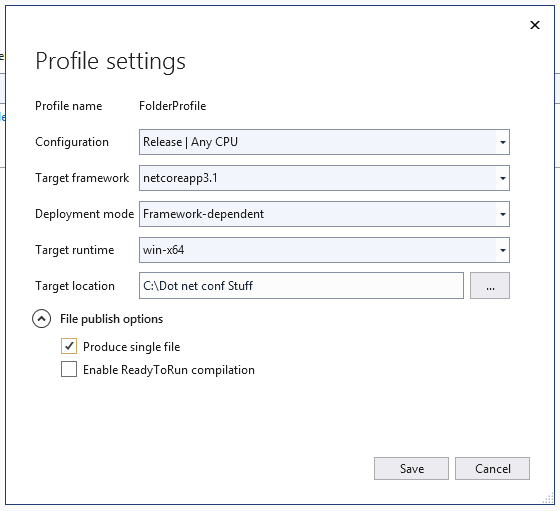 Profile settings
Profile name FolderProfile
Configuration Release | Any CPU
Target framework netcoreapp3.1
Deployment mode Framework-dependent
Target runtime win-x64
Target location C:\Dot net conf Stuff ...
File publish options
Produce single file
Enable ReadyToRun compilation
Save Cancel